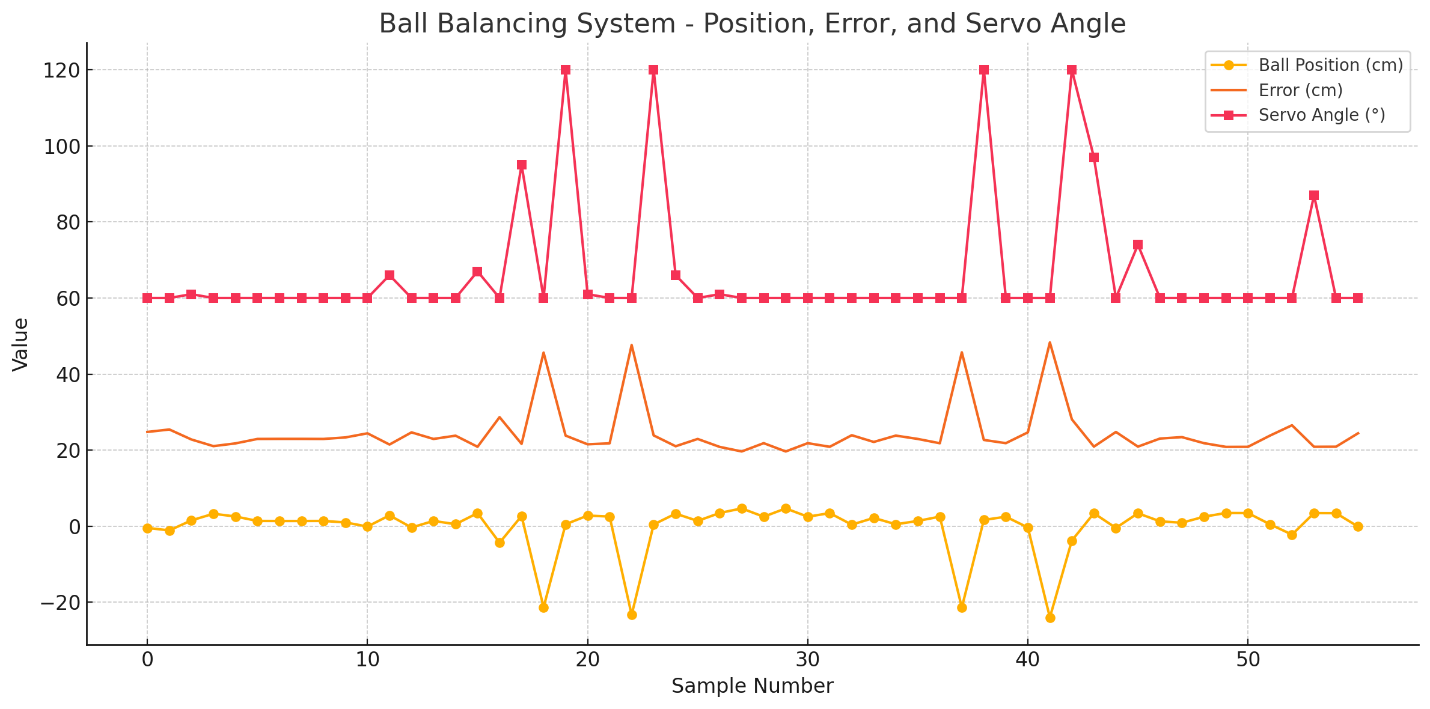 Ball Balancing System - Position, Error, and Servo Angle
Ball Position (cm)
Error (cm)
Servo Angle (°)
Value
120
100
80
60
40
20
0
−20
0 10 20 30 40 50
Sample Number